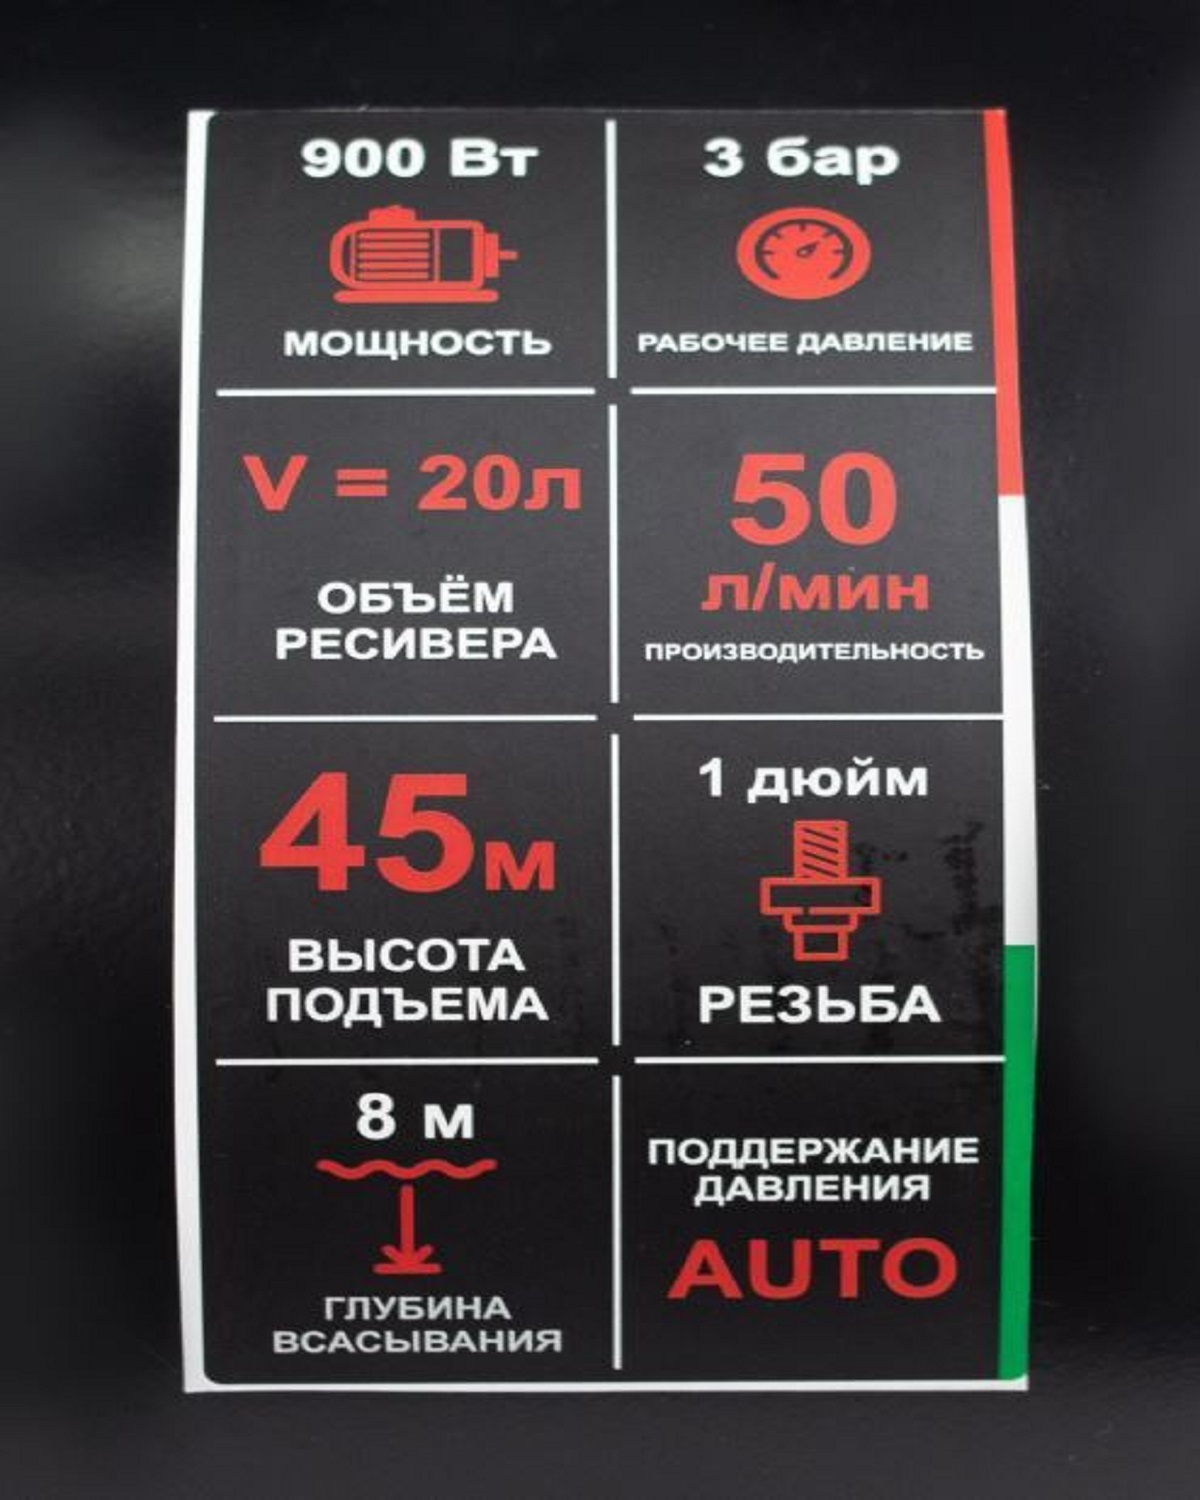 900 Вт
МОЩНОСТЬ
3 бар
РАБОЧЕЕ ДАВЛЕНИЕ
V = 20л
ОБЪЁМ
РЕСИВЕРА
50
л/мин
ПРОИЗВОДИТЕЛЬНОСТЬ
45м
ВЫСОТА
ПОДЪЕМА
1 дюйм
РЕЗЬБА
8 м
ГЛУБИНА
ВСАСЫВАНИЯ
ПОДДЕРЖАНИЕ
ДАВЛЕНИЯ
AUTO